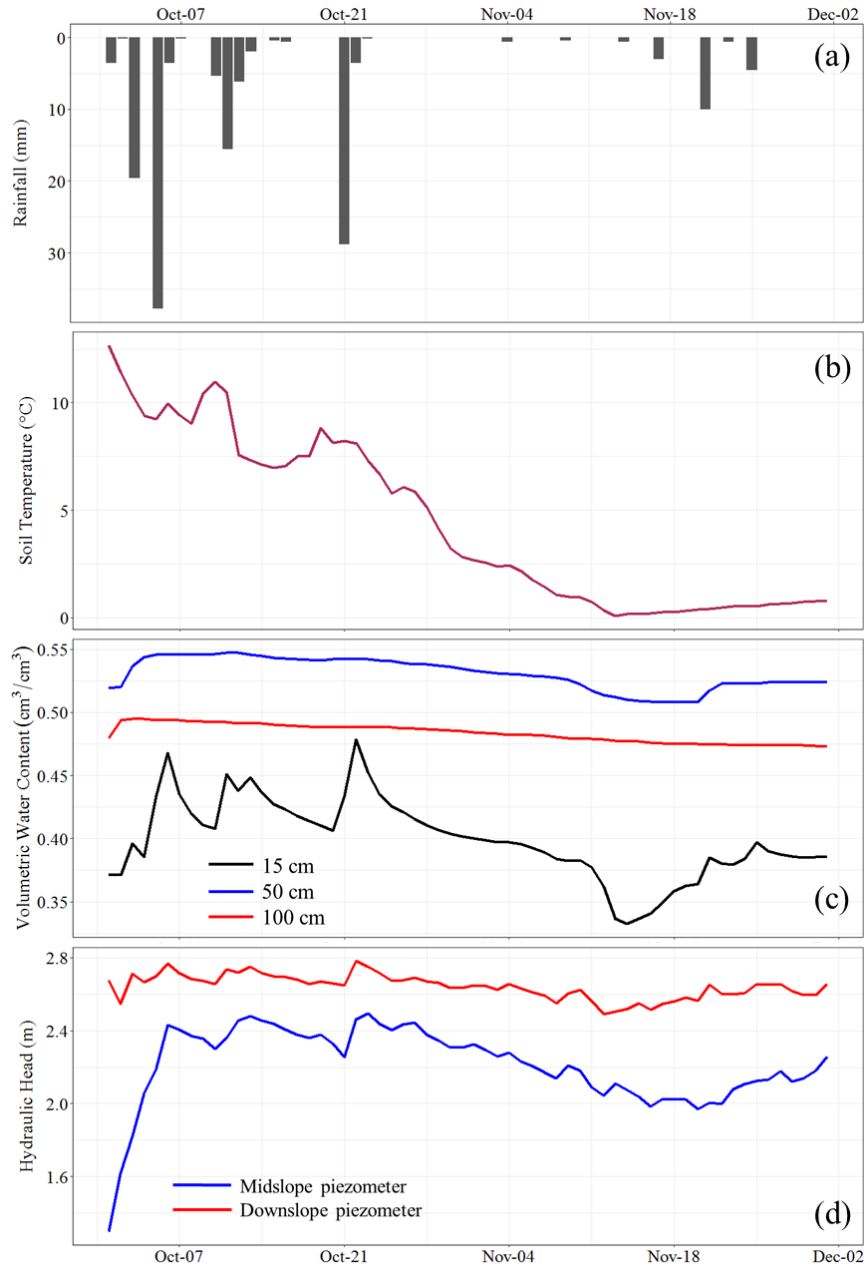 Oct-07 Oct-21 Nov-04 Nov-18 Dec-02
(a)
Rainfall (mm)
0
10
20
30
(b)
Soil Temperature (°C)
10
5
0
Volumetric Water Content (cm³/cm³)
0.55
0.50
0.45
0.40
0.35
15 cm
50 cm
100 cm
(c)
Hydraulic Head (m)
2.8
2.4
2.0
1.6
Midslope piezometer
Downslope piezometer
(d)
Oct-07 Oct-21 Nov-04 Nov-18 Dec-02